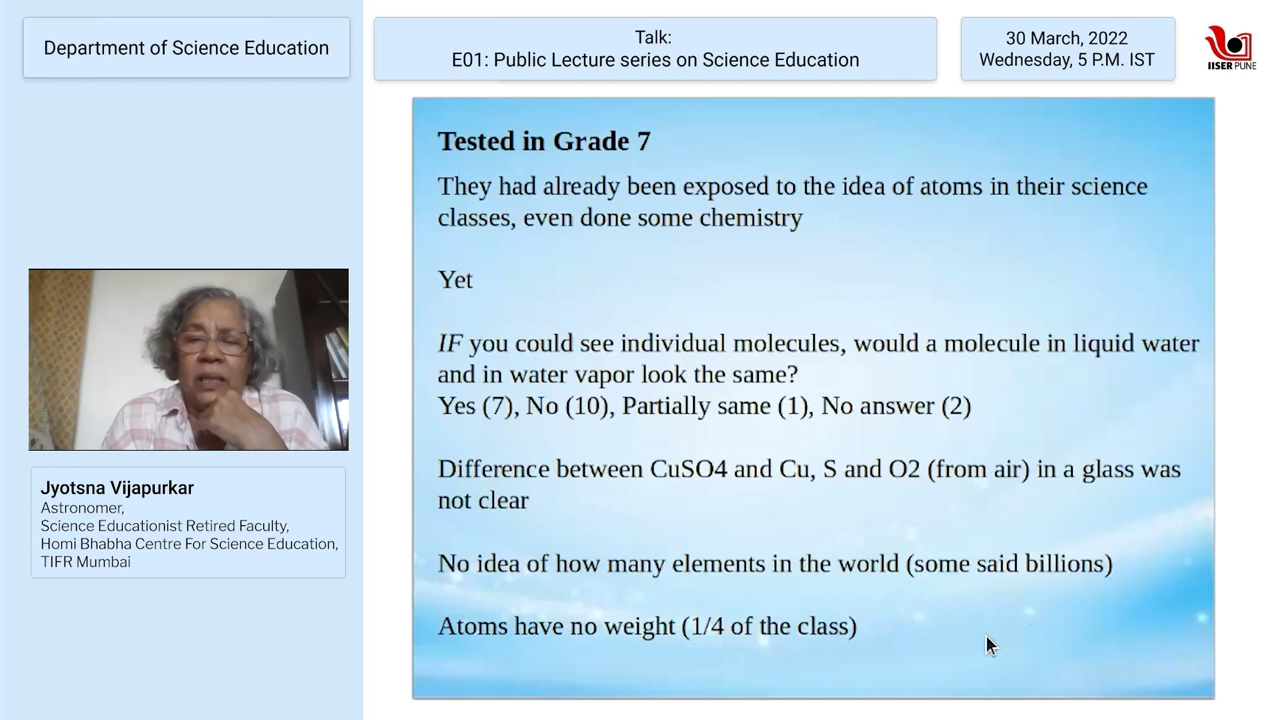 Department of Science Education
Talk:
E01: Public Lecture series on Science Education
30 March, 2022
Wednesday, 5 P.M. IST
IISER PUNE
Tested in Grade 7
They had already been exposed to the idea of atoms in their science
classes, even done some chemistry
Yet
IF you could see individual molecules, would a molecule in liquid water
and in water vapor look the same?
Yes (7), No (10), Partially same (1), No answer (2)
Difference between CuSO4 and Cu, S and O2 (from air) in a glass was
not clear
No idea of how many elements in the world (some said billions)
Atoms have no weight (1/4 of the class)
Jyotsna Vijapurkar
Astronomer,
Science Educationist Retired Faculty,
Homi Bhabha Centre For Science Education,
TIFR Mumbai